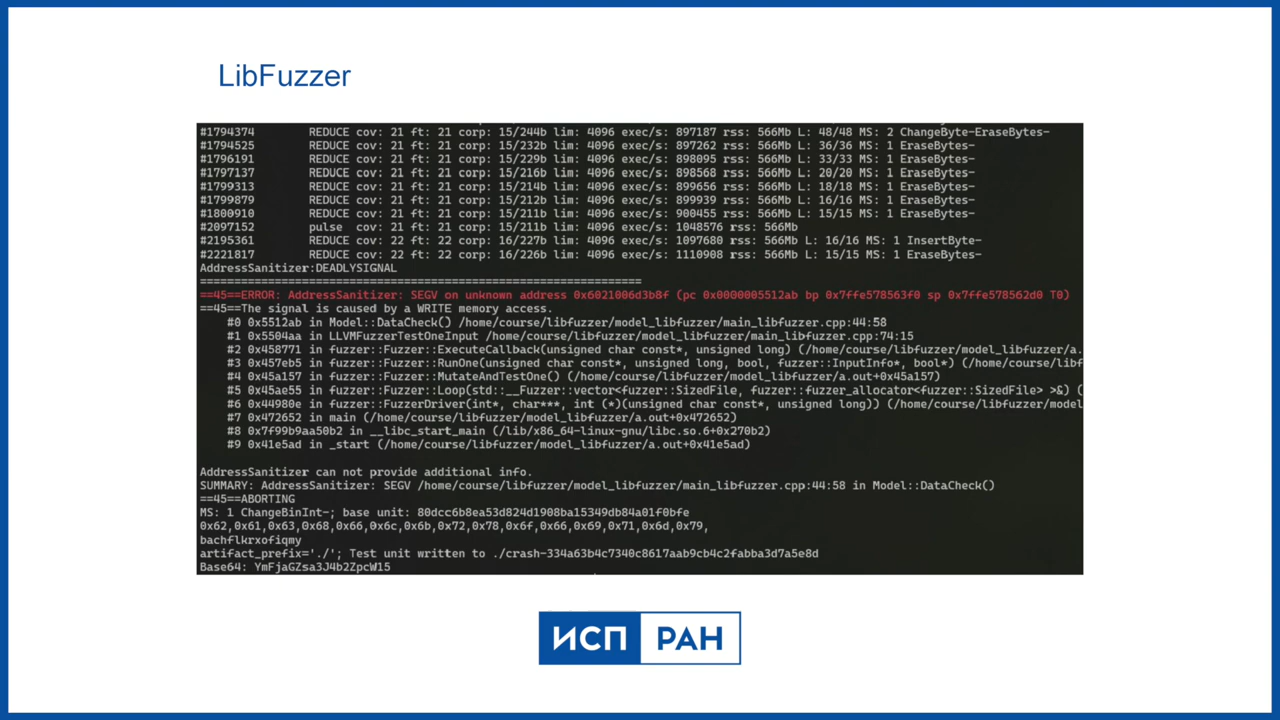 LibFuzzer
#1794374 REDUCE cov: 21 ft: 21 corp: 15/244b lim: 4096 exec/s: 897187 rss: 566Mb L: 48/48 MS: 2 ChangeByte-EraseBytes-
#1794525 REDUCE cov: 21 ft: 21 corp: 15/232b lim: 4096 exec/s: 897262 rss: 566Mb L: 36/36 MS: 1 EraseBytes-
#1796191 REDUCE cov: 21 ft: 21 corp: 15/229b lim: 4096 exec/s: 898095 rss: 566Mb L: 33/33 MS: 1 EraseBytes-
#1797137 REDUCE cov: 21 ft: 21 corp: 15/216b lim: 4096 exec/s: 898568 rss: 566Mb L: 20/20 MS: 1 EraseBytes-
#1799313 REDUCE cov: 21 ft: 21 corp: 15/214b lim: 4096 exec/s: 899656 rss: 566Mb L: 18/18 MS: 1 EraseBytes-
#1799879 REDUCE cov: 21 ft: 21 corp: 15/212b lim: 4096 exec/s: 899939 rss: 566Mb L: 16/16 MS: 1 EraseBytes-
#1800910 REDUCE cov: 21 ft: 21 corp: 15/211b lim: 4096 exec/s: 900455 rss: 566Mb L: 15/15 MS: 1 EraseBytes-
#2097152 pulse cov: 21 ft: 21 corp: 15/211b lim: 4096 exec/s: 1048576 rss: 566Mb
#2195361 REDUCE cov: 22 ft: 22 corp: 16/227b lim: 4096 exec/s: 1097680 rss: 566Mb L: 16/16 MS: 1 InsertByte-
#2221817 REDUCE cov: 22 ft: 22 corp: 16/226b lim: 4096 exec/s: 1110908 rss: 566Mb L: 15/15 MS: 1 EraseBytes-
AddressSanitizer:DEADLYSIGNAL
=================================================================
==45==ERROR: AddressSanitizer: SEGV on unknown address 0x6021006d3b8f (pc 0x0000005512ab bp 0x7ffe578563f0 sp 0x7ffe578562d0 T0)
==45==The signal is caused by a WRITE memory access.
#0 0x5512ab in Model::DataCheck() /home/course/libfuzzer/model_libfuzzer/main_libfuzzer.cpp:44:58
#1 0x5504aa in LLVMFuzzerTestOneInput /home/course/libfuzzer/model_libfuzzer/main_libfuzzer.cpp:74:15
#2 0x458771 in fuzzer::Fuzzer::ExecuteCallback(unsigned char const*, unsigned long) (/home/course/libfuzzer/model_libfuzzer/a.
#3 0x457eb5 in fuzzer::Fuzzer::RunOne(unsigned char const*, unsigned long, bool, fuzzer::InputInfo*, bool*) (/home/course/libf
#4 0x45a157 in fuzzer::Fuzzer::MutateAndTestOne() (/home/course/libfuzzer/model_libfuzzer/a.out+0x45a157)
#5 0x45ae55 in fuzzer::Fuzzer::Loop(std::__Fuzzer::vector<fuzzer::SizedFile, fuzzer::fuzzer_allocator<fuzzer::SizedFile> >&) (
#6 0x44980e in fuzzer::FuzzerDriver(int*, char***, int (*)(unsigned char const*, unsigned long)) (/home/course/libfuzzer/model
#7 0x472652 in main (/home/course/libfuzzer/model_libfuzzer/a.out+0x472652)
#8 0x7f99b9aa50b2 in __libc_start_main (/lib/x86_64-linux-gnu/libc.so.6+0x270b2)
#9 0x41e5ad in _start (/home/course/libfuzzer/model_libfuzzer/a.out+0x41e5ad)
AddressSanitizer can not provide additional info.
SUMMARY: AddressSanitizer: SEGV /home/course/libfuzzer/model_libfuzzer/main_libfuzzer.cpp:44:58 in Model::DataCheck()
==45==ABORTING
MS: 1 ChangeBinInt-; base unit: 80dcc6b8ea53d824d1908ba15349db84a01f0bfe
0x62,0x61,0x63,0x68,0x66,0x6c,0x6b,0x72,0x78,0x6f,0x66,0x69,0x71,0x6d,0x79,
bachflkrxofiqmy
artifact_prefix='./'; Test unit written to ./crash-334a63b4c7340c8617aab9cb4c2fabba3d7a5e8d
Base64: YmFjaGZsa3J4b2ZpcW15
ИСП РАН